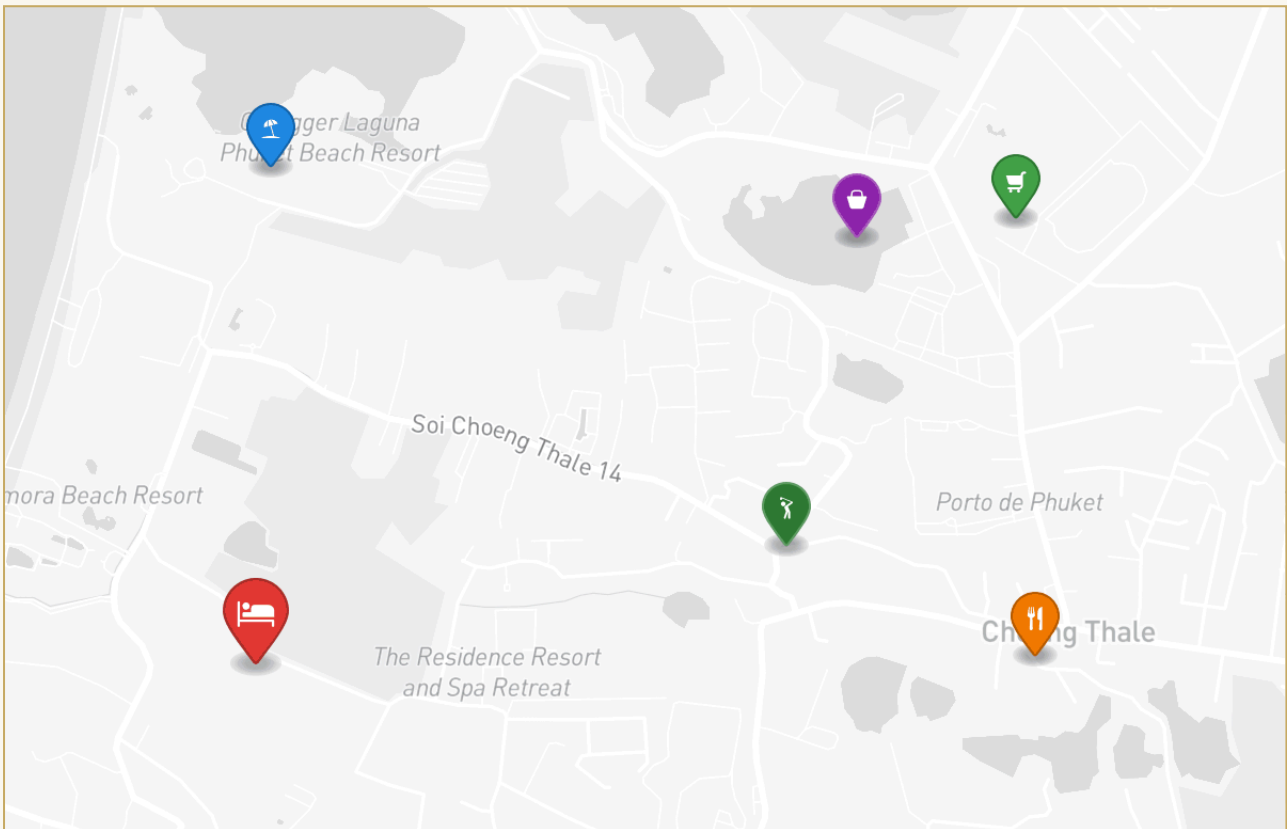 Laguna
Beach Resort
Soi Choeng Thale 14
Beach Resort
Porto de Phuket
Thale
The Residence Resort
and Spa Retreat